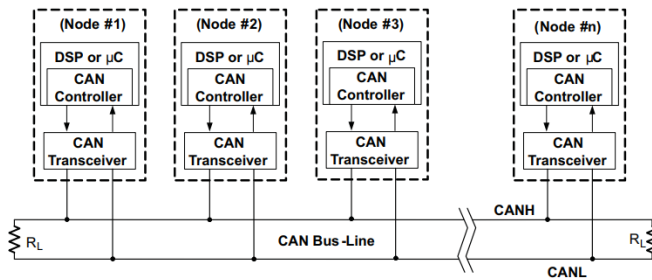 (Node #1)
DSP or µC
CAN
Controller
CAN
Transceiver
(Node #2)
DSP or µC
CAN
Controller
CAN
Transceiver
(Node #3)
DSP or µC
CAN
Controller
CAN
Transceiver
(Node #n)
DSP or µC
CAN
Controller
CAN
Transceiver
CANH
RL
CAN Bus-Line
RL
CANL